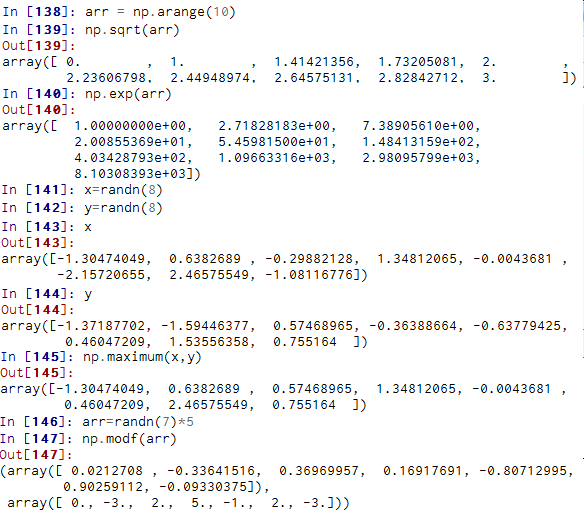 In [138]: arr = np.arange(10)
In [139]: np.sqrt(arr)
Out[139]:
array([ 0.        ,  1.        ,  1.41421356,  1.73205081,  2.        ,
        2.23606798,  2.44948974,  2.64575131,  2.82842712,  3.        ])
In [140]: np.exp(arr)
Out[140]:
array([  1.00000000e+00,   2.71828183e+00,   7.38905610e+00,
         2.00855369e+01,   5.45981500e+01,   1.48413159e+02,
         4.03428793e+02,   1.09663316e+03,   2.98095799e+03,
         8.10308393e+03])
In [141]: x=randn(8)
In [142]: y=randn(8)
In [143]: x
Out[143]:
array([-1.30474049,  0.6382689 , -0.29882128,  1.34812065, -0.0043681 ,
       -2.15720655,  2.46575549, -1.08116776])
In [144]: y
Out[144]:
array([-1.37187702, -1.59446377,  0.57468965, -0.36388664, -0.63779425,
        0.46047209,  1.53556358,  0.755164  ])
In [145]: np.maximum(x,y)
Out[145]:
array([-1.30474049,  0.6382689 ,  0.57468965,  1.34812065, -0.0043681 ,
        0.46047209,  2.46575549,  0.755164  ])
In [146]: arr=randn(7)*5
In [147]: np.modf(arr)
Out[147]:
(array([ 0.0212708 , -0.33641516,  0.36969957,  0.16917691, -0.80712995,
        0.90259112, -0.09330375]),
 array([ 0., -3.,  2.,  5., -1.,  2., -3.]))